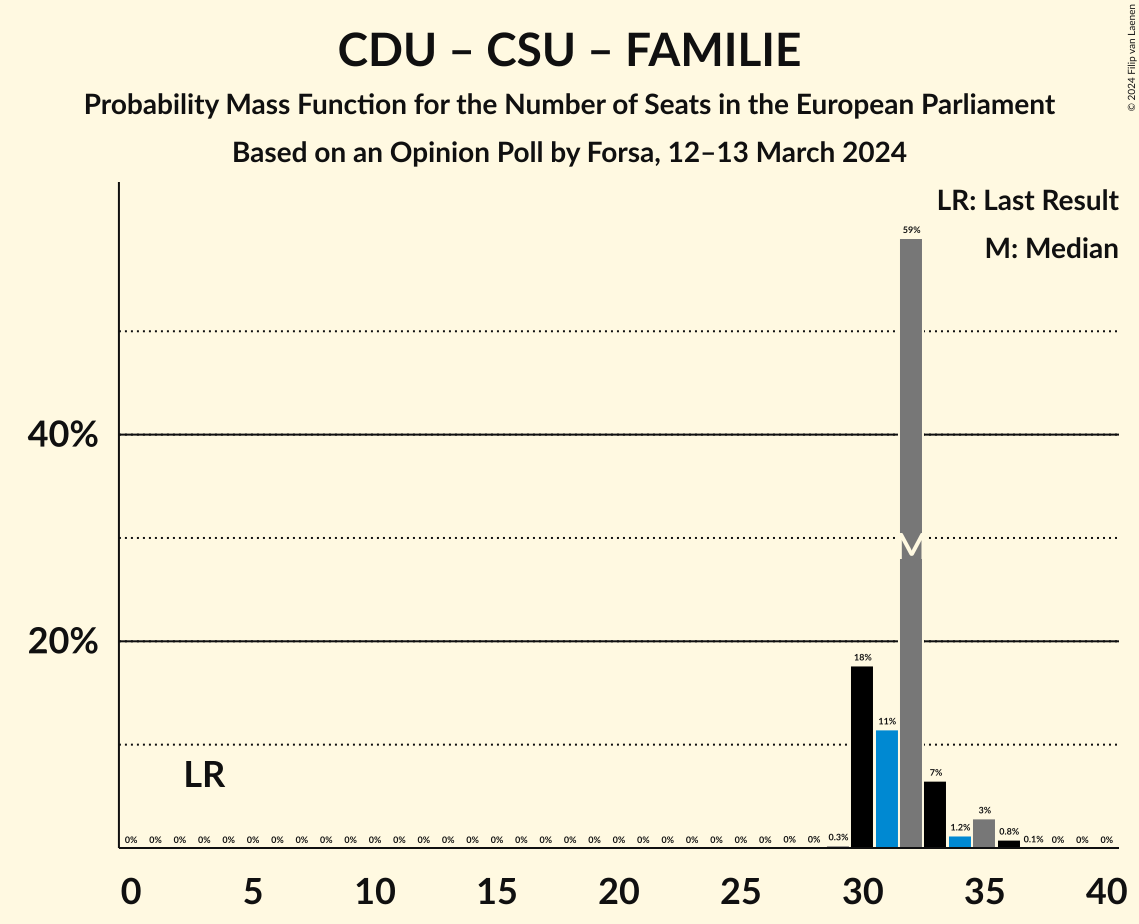 CDU – CSU – FAMILIE
Probability Mass Function for the Number of Seats in the European Parliament
Based on an Opinion Poll by Forsa, 12–13 March 2024
© 2024 Filip van Laenen
LR: Last Result
M: Median
59%
40%
M
20%
18%
11%
7%
LR
3%
1.2%
0.8%
0% 0% 0% 0% 0% 0% 0% 0% 0% 0% 0% 0% 0% 0% 0% 0% 0% 0% 0% 0% 0% 0% 0% 0% 0% 0% 0% 0% 0% 0.3% 0.1% 0% 0% 0%
0 5 10 15 20 25 30 35 40